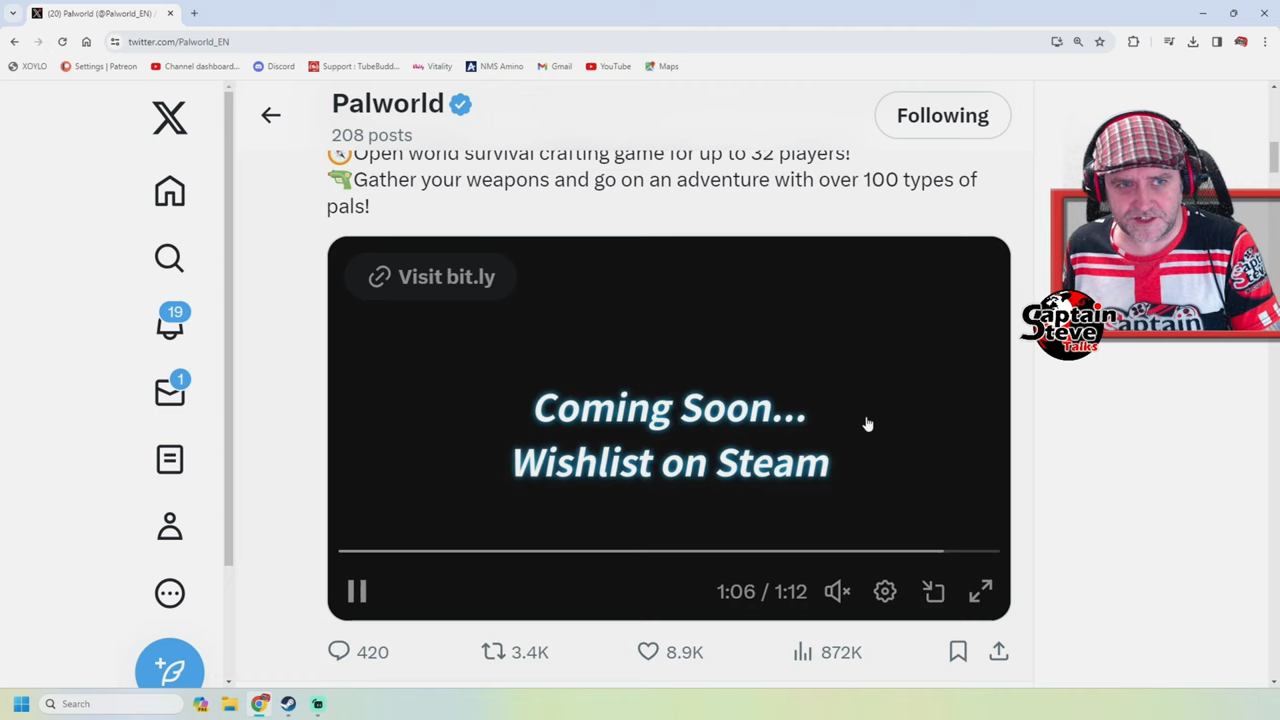 (20) Palworld (@Palworld_EN) /
twitter.com/Palworld_EN
XOYLO
Settings | Patreon
Channel dashboard...
Discord
Support : TubeBudd...
Vitality
NMS Amino
Gmail
YouTube
Maps
Palworld
208 posts
Following
Open world survival crafting game for up to 32 players!
Gather your weapons and go on an adventure with over 100 types of
pals!
Visit bit.ly
Coming Soon...
Wishlist on Steam
1:06 / 1:12
420
3.4K
8.9K
872K
19
1
Captain
Steve
Talks
Captain
Search